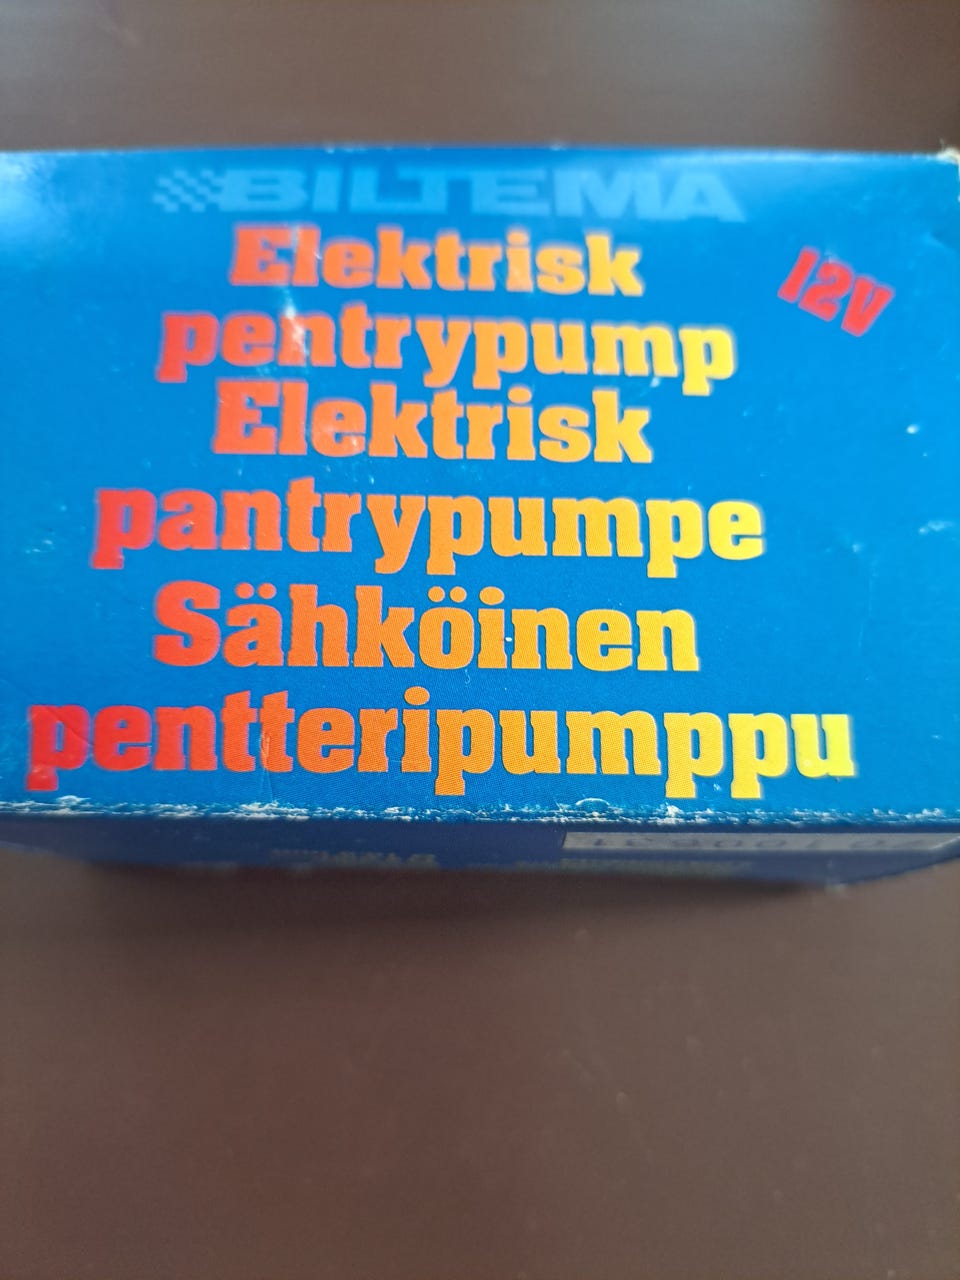 BILTEMA
Elektrisk
12V
pentrypump
Elektrisk
pantrypumpe
Sähköinen
pentteripumppu